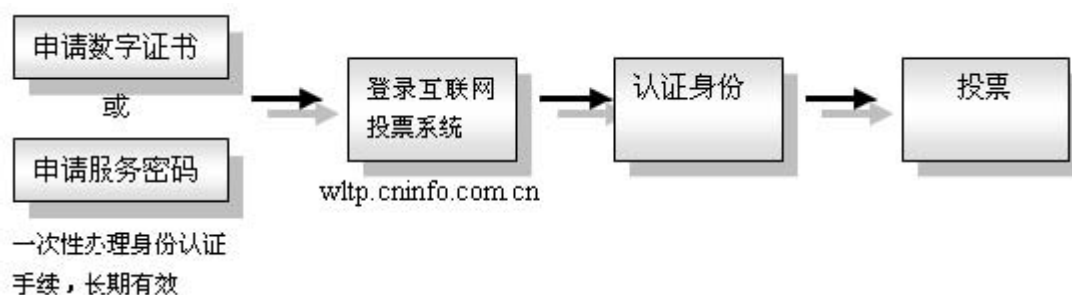 申请数字证书
或
申请服务密码
一次性办理身份认证
手续，长期有效
登录互联网
投票系统
wltp.cninfo.com.cn
认证身份
投票